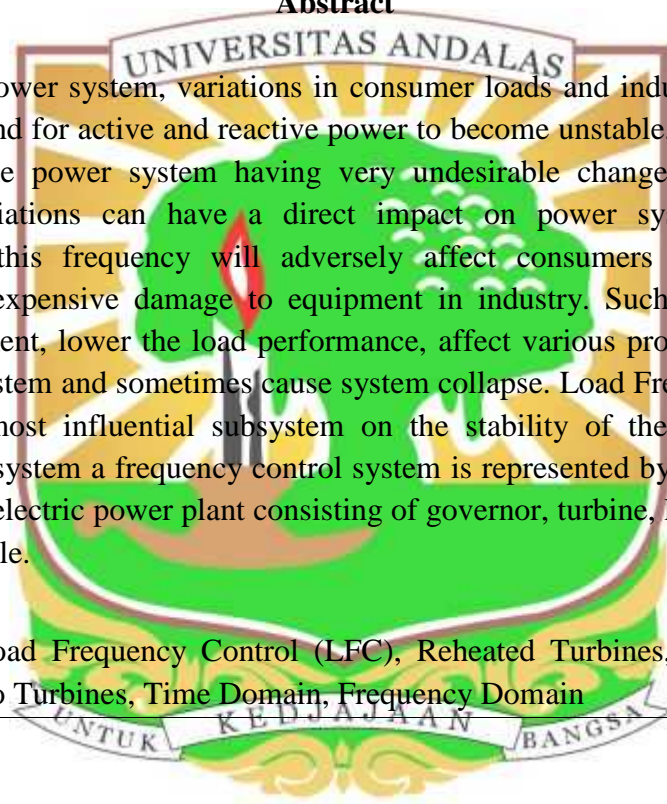 Abstract
UNIVERSITAS ANDALAS
ower system, variations in consumer loads and indu
nd for active and reactive power to become unstable.
e power system having very undesirable change
iations can have a direct impact on power sy
this frequency will adversely affect consumers
expensive damage to equipment in industry. Such
ent, lower the load performance, affect various pro
stem and sometimes cause system collapse. Load Fre
most influential subsystem on the stability of the
system a frequency control system is represented by
electric power plant consisting of governor, turbine,
le.
oad Frequency Control (LFC), Reheated Turbines,
o Turbines, Time Domain, Frequency Domain
UNTUK KEDJAJAAN BANGSA